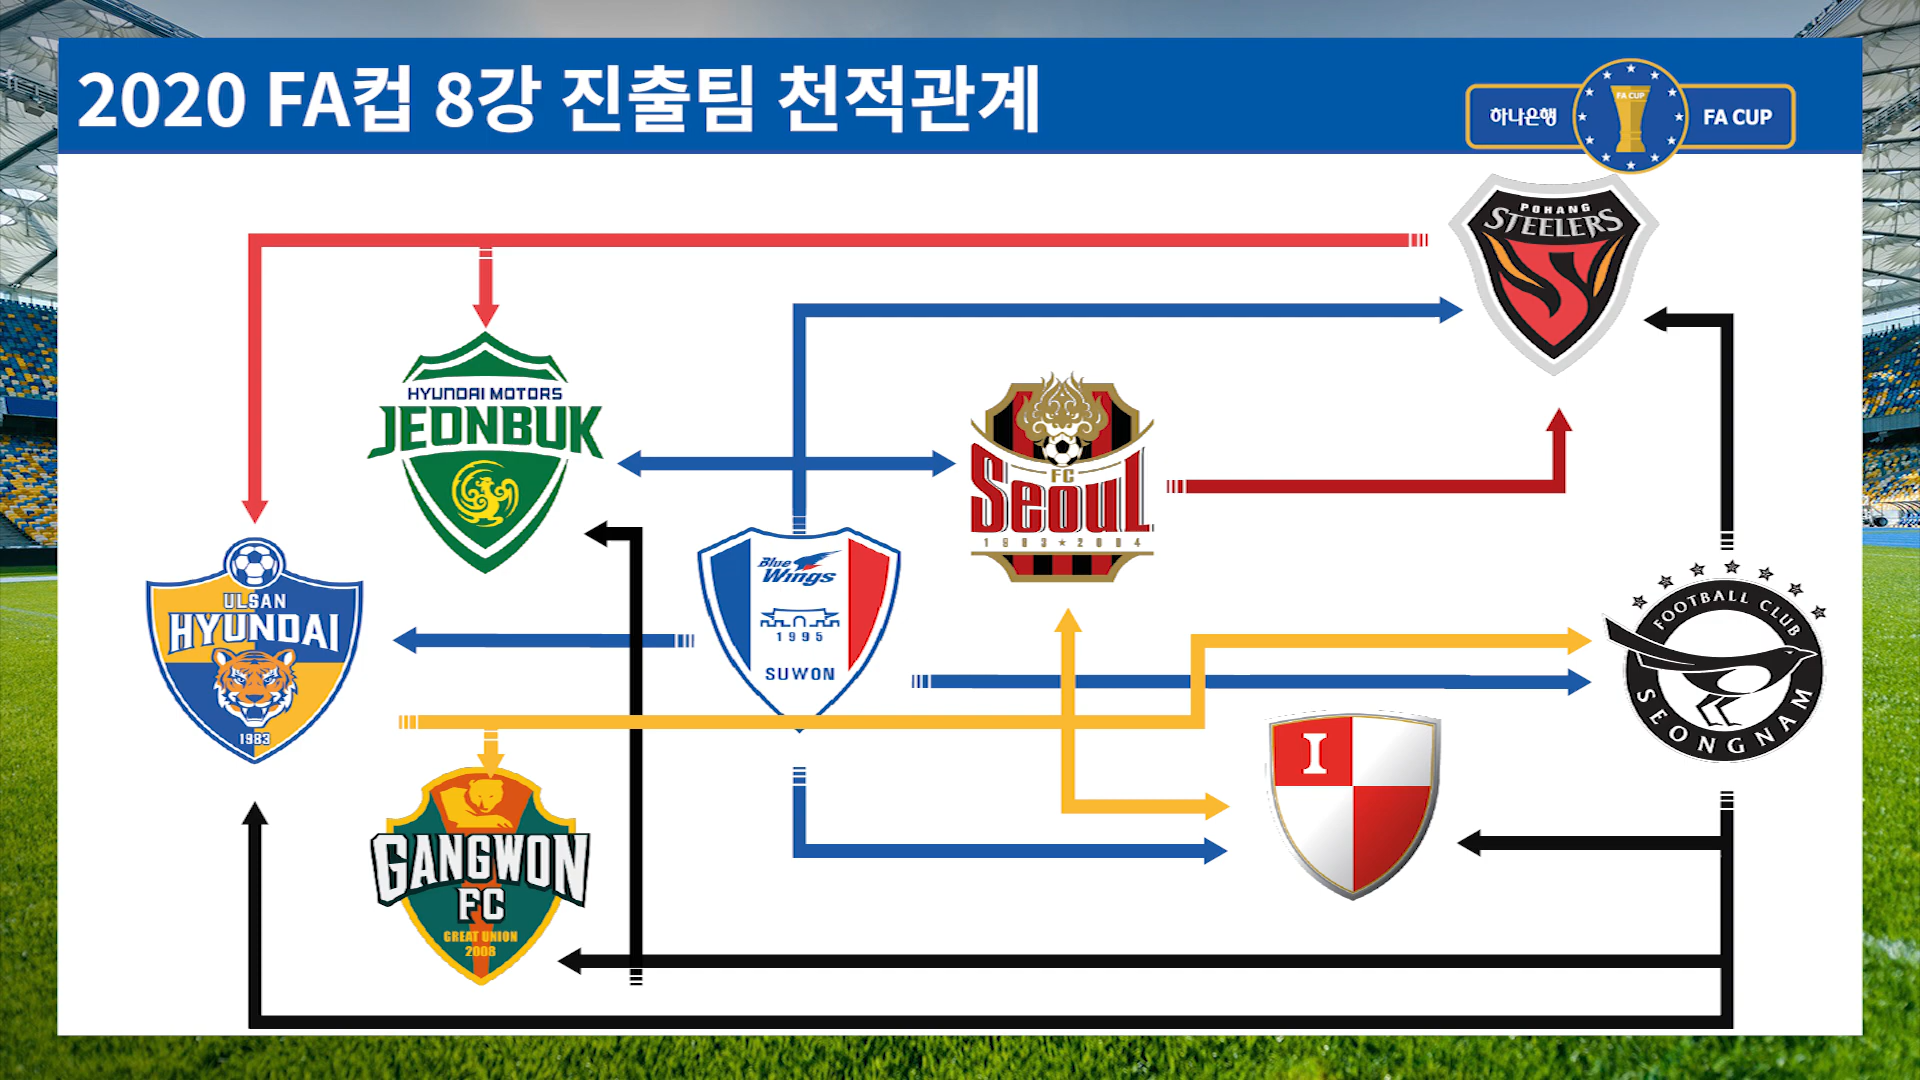 2020 FA컵 8강 진출팀 천적관계
하나은행
FA CUP
FA CUP
POHANG
STEELERS
HYUNDAI MOTORS
JEONBUK
FC
Seoul
1983★2004
Blue
Wings
1995
SUWON
ULSAN
HYUNDAI
1983
FOOTBALL CLUB
SEONGNAM
I
GANGWON
FC
GREAT UNION
2008